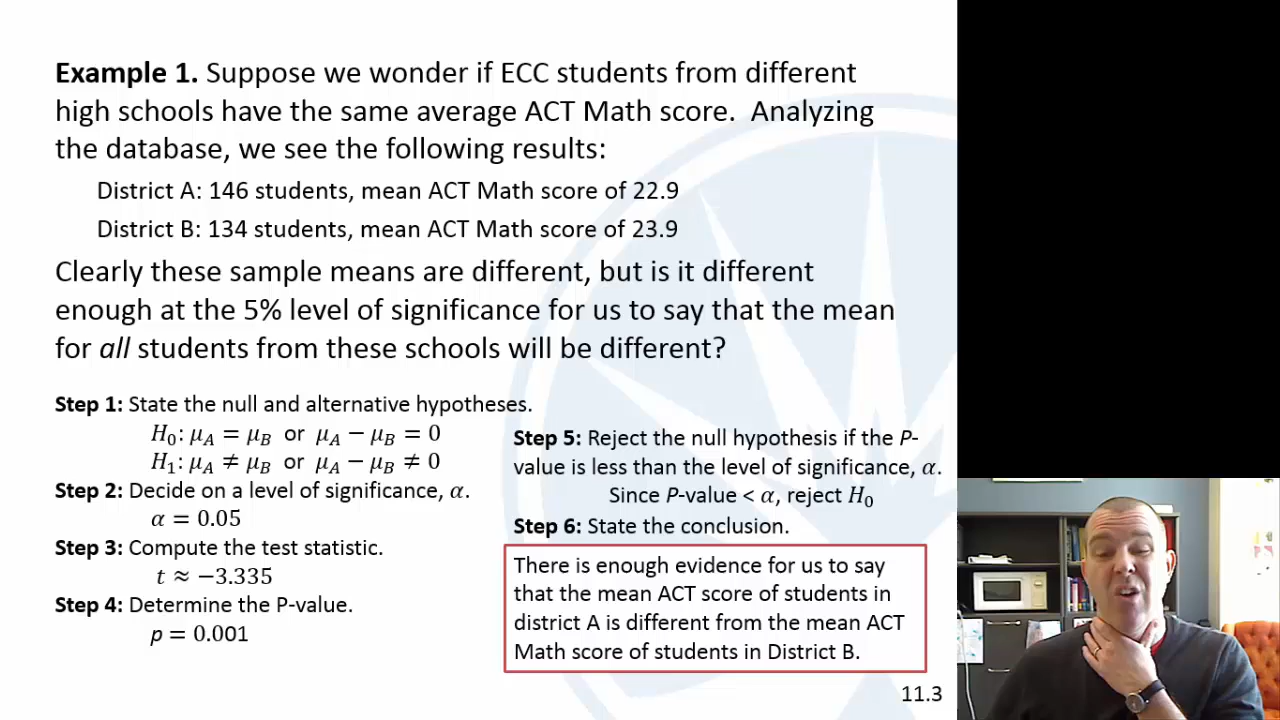 Example 1. Suppose we wonder if ECC students from different
high schools have the same average ACT Math score. Analyzing
the database, we see the following results:
District A: 146 students, mean ACT Math score of 22.9
District B: 134 students, mean ACT Math score of 23.9
Clearly these sample means are different, but is it different
enough at the 5% level of significance for us to say that the mean
for all students from these schools will be different?
Step 1: State the null and alternative hypotheses.
H₀: μ_A = μ_B or μ_A − μ_B = 0
H₁: μ_A ≠ μ_B or μ_A − μ_B ≠ 0
Step 2: Decide on a level of significance, α.
α = 0.05
Step 3: Compute the test statistic.
t ≈ −3.335
Step 4: Determine the P-value.
p = 0.001
Step 5: Reject the null hypothesis if the P-
value is less than the level of significance, α.
Since P-value < α, reject H₀
Step 6: State the conclusion.
There is enough evidence for us to say
that the mean ACT score of students in
district A is different from the mean ACT
Math score of students in District B.
11.3